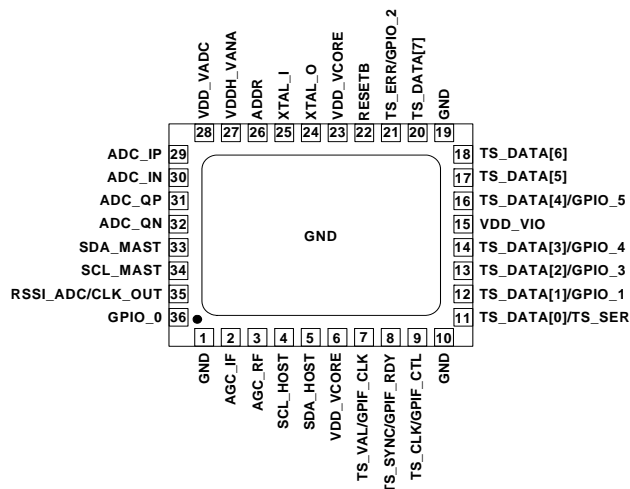 VDD_VADC
VDDH_VANA
ADDR
XTAL_I
XTAL_O
VDD_VCORE
RESETB
TS_ERR/GPIO_2
TS_DATA[7]
GND
28 27 26 25 24 23 22 21 20 19
ADC_IP 29
ADC_IN 30
ADC_QP 31
ADC_QN 32
SDA_MAST 33
SCL_MAST 34
RSSI_ADC/CLK_OUT 35
GPIO_0 36
GND
18 TS_DATA[6]
17 TS_DATA[5]
16 TS_DATA[4]/GPIO_5
15 VDD_VIO
14 TS_DATA[3]/GPIO_4
13 TS_DATA[2]/GPIO_3
12 TS_DATA[1]/GPIO_1
11 TS_DATA[0]/TS_SER
1 2 3 4 5 6 7 8 9 10
GND
AGC_IF
AGC_RF
SCL_HOST
SDA_HOST
VDD_VCORE
TS_VAL/GPIF_CLK
TS_SYNC/GPIF_RDY
TS_CLK/GPIF_CTL
GND